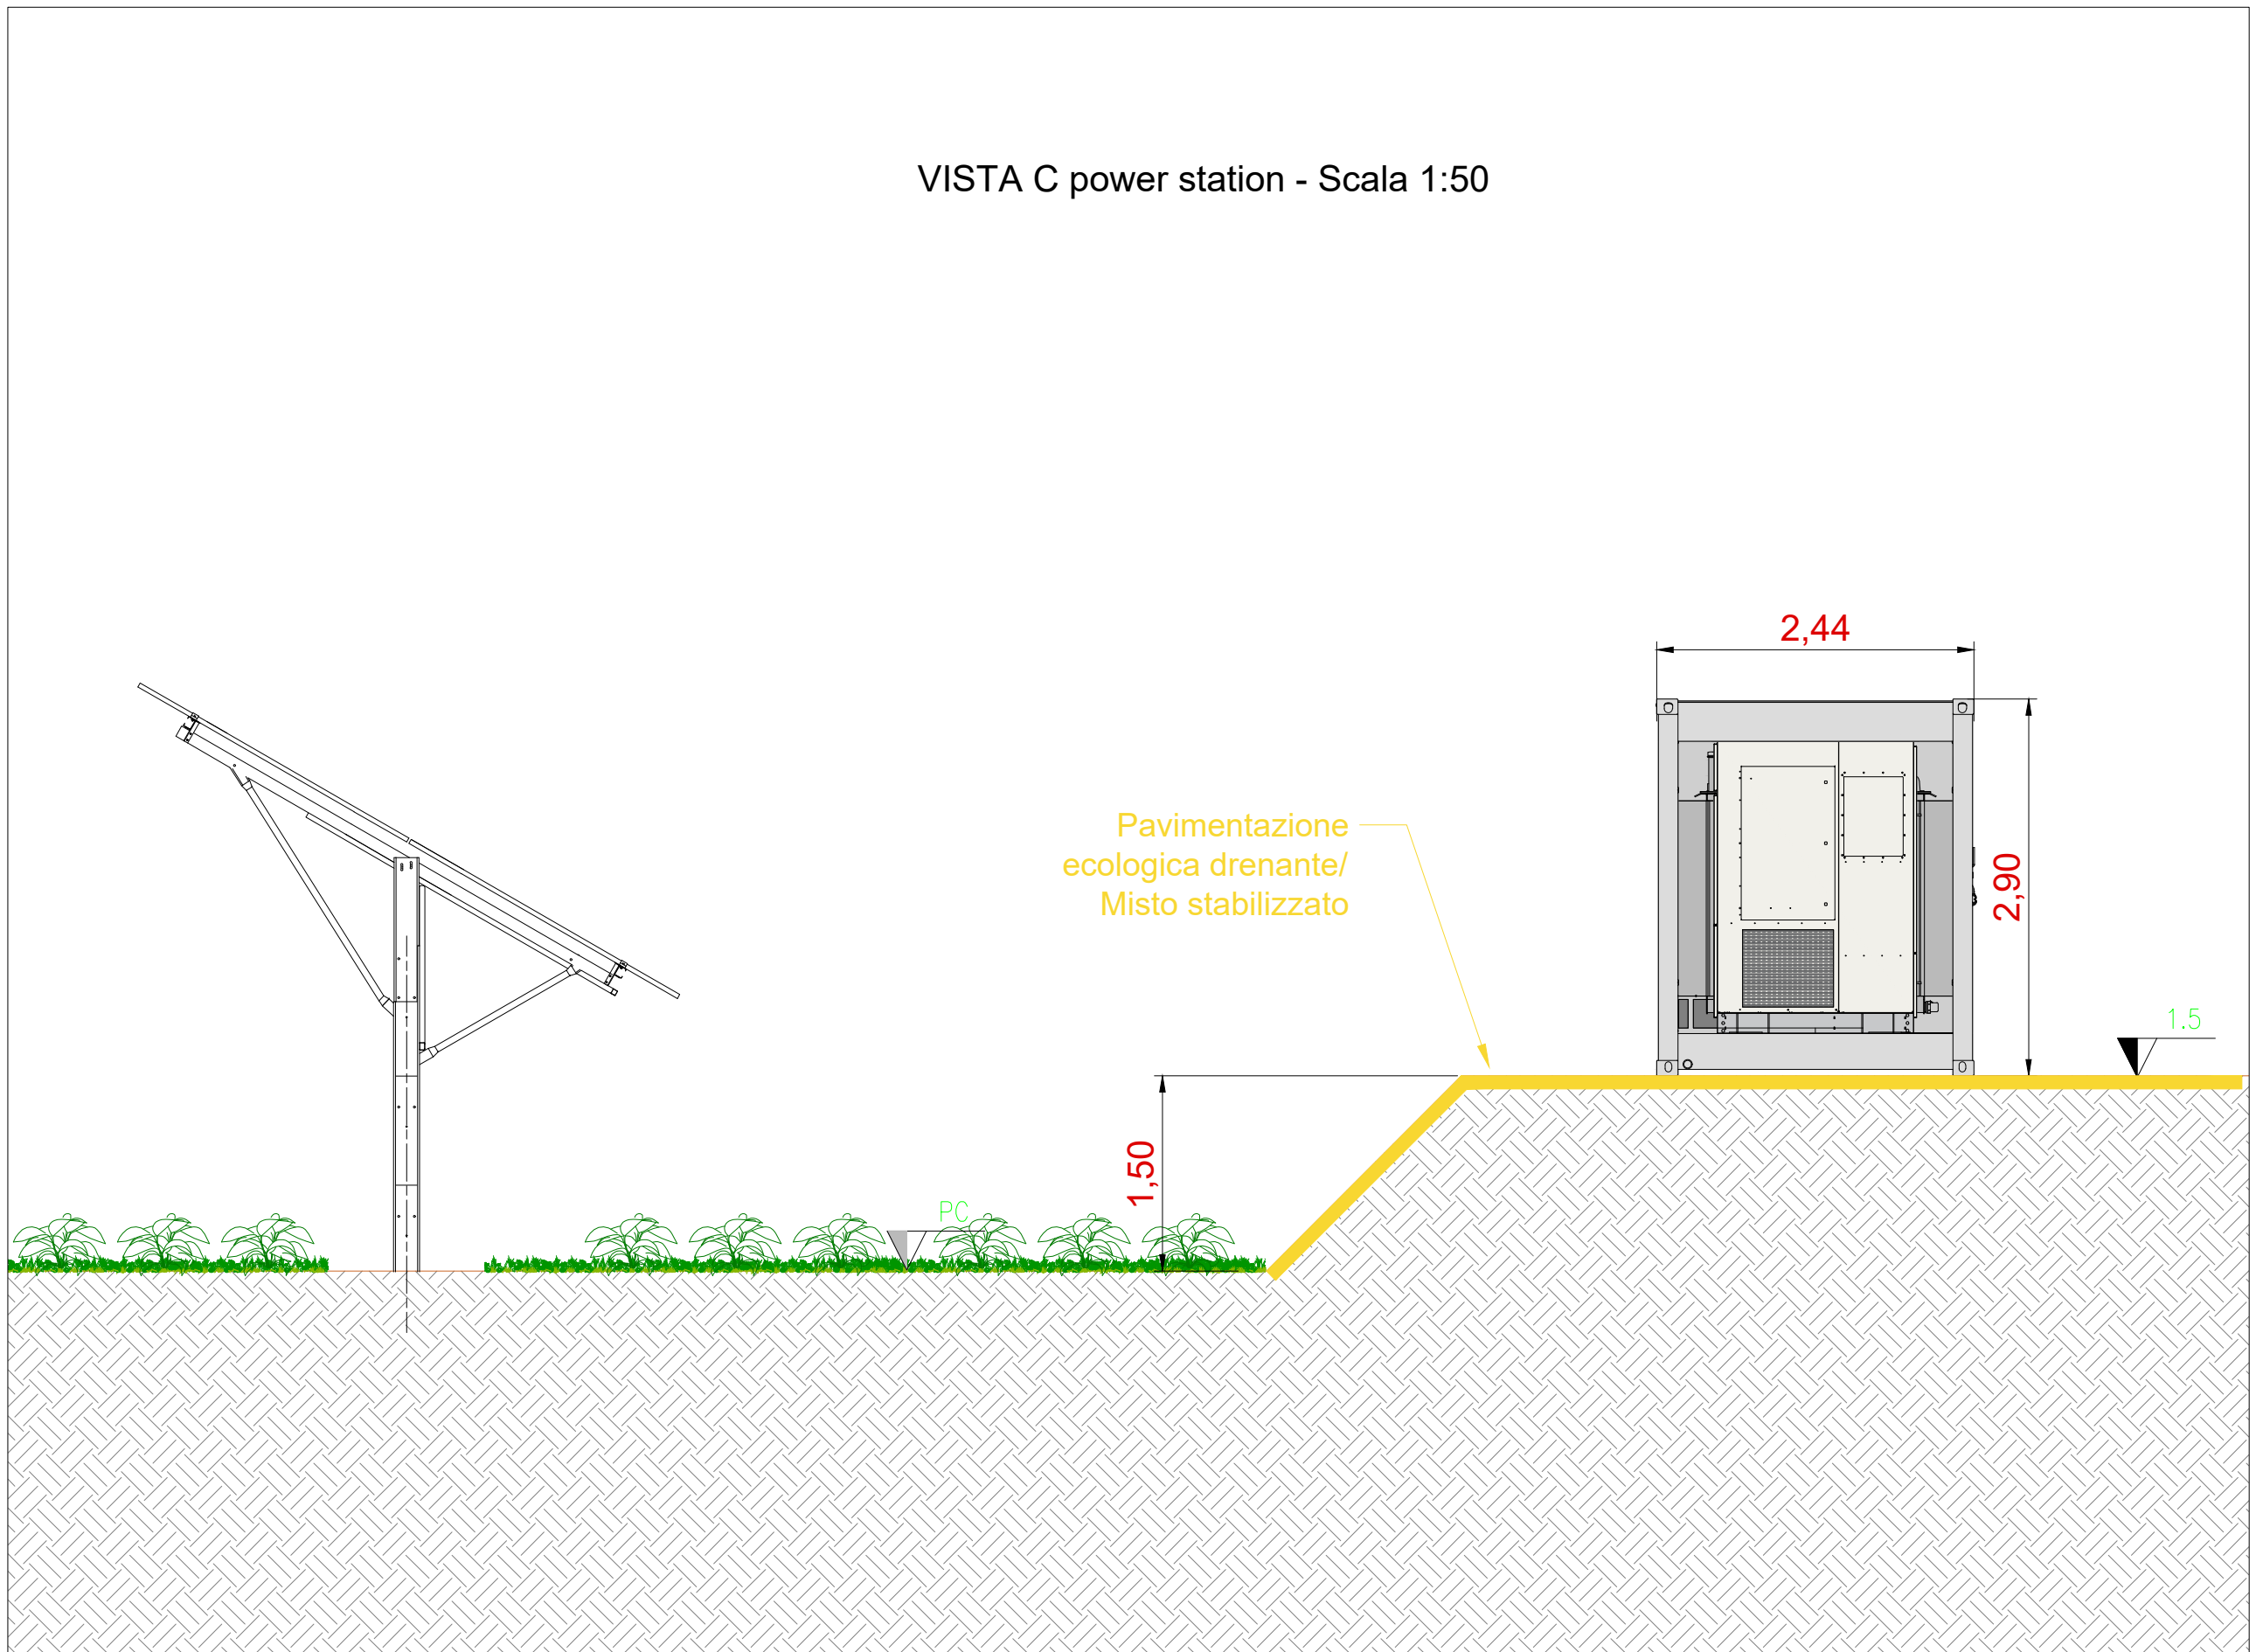 VISTA C power station - Scala 1:50
2,44
Pavimentazione
ecologica drenante/
Misto stabilizzato
2,90
1.5
1,50
PC